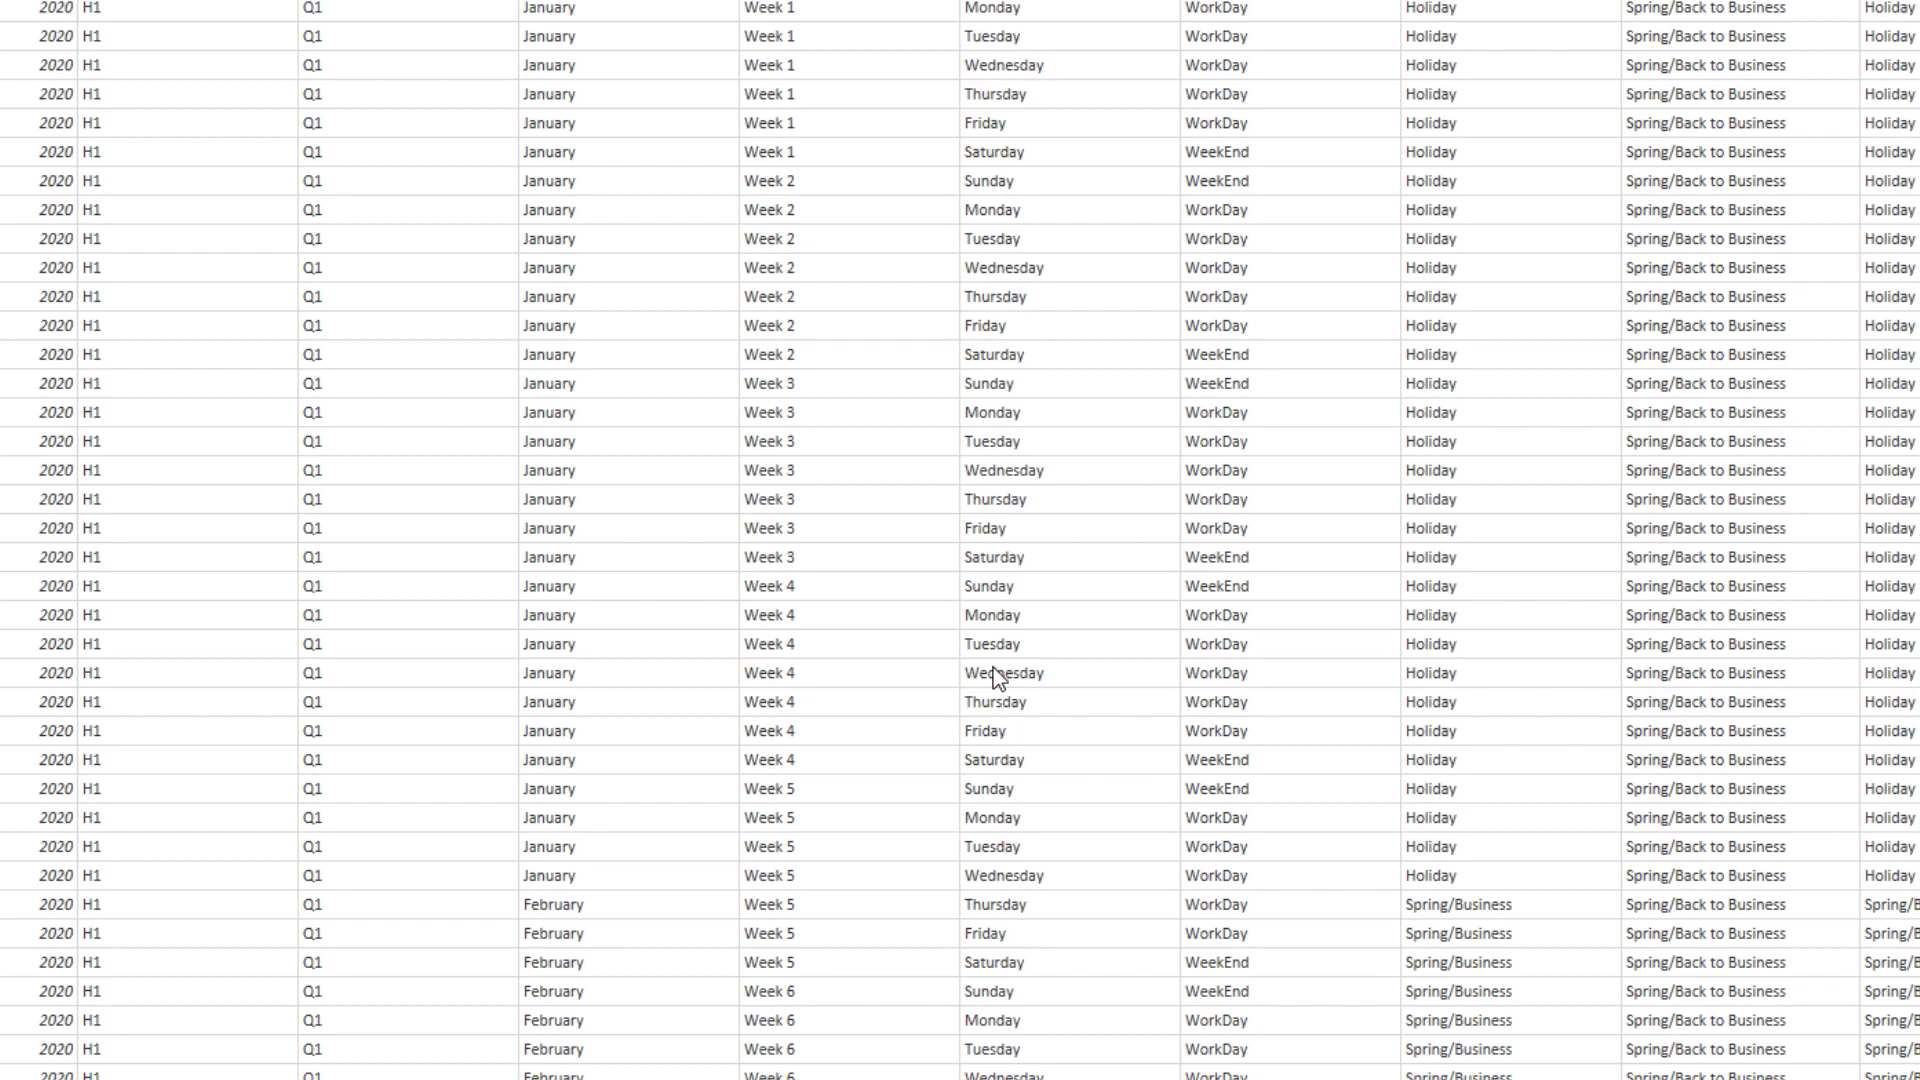 2020 H1 Q1 January Week 1 Monday WorkDay Holiday Spring/Back to Business Holiday
2020 H1 Q1 January Week 1 Tuesday WorkDay Holiday Spring/Back to Business Holiday
2020 H1 Q1 January Week 1 Wednesday WorkDay Holiday Spring/Back to Business Holiday
2020 H1 Q1 January Week 1 Thursday WorkDay Holiday Spring/Back to Business Holiday
2020 H1 Q1 January Week 1 Friday WorkDay Holiday Spring/Back to Business Holiday
2020 H1 Q1 January Week 1 Saturday WeekEnd Holiday Spring/Back to Business Holiday
2020 H1 Q1 January Week 2 Sunday WeekEnd Holiday Spring/Back to Business Holiday
2020 H1 Q1 January Week 2 Monday WorkDay Holiday Spring/Back to Business Holiday
2020 H1 Q1 January Week 2 Tuesday WorkDay Holiday Spring/Back to Business Holiday
2020 H1 Q1 January Week 2 Wednesday WorkDay Holiday Spring/Back to Business Holiday
2020 H1 Q1 January Week 2 Thursday WorkDay Holiday Spring/Back to Business Holiday
2020 H1 Q1 January Week 2 Friday WorkDay Holiday Spring/Back to Business Holiday
2020 H1 Q1 January Week 2 Saturday WeekEnd Holiday Spring/Back to Business Holiday
2020 H1 Q1 January Week 3 Sunday WeekEnd Holiday Spring/Back to Business Holiday
2020 H1 Q1 January Week 3 Monday WorkDay Holiday Spring/Back to Business Holiday
2020 H1 Q1 January Week 3 Tuesday WorkDay Holiday Spring/Back to Business Holiday
2020 H1 Q1 January Week 3 Wednesday WorkDay Holiday Spring/Back to Business Holiday
2020 H1 Q1 January Week 3 Thursday WorkDay Holiday Spring/Back to Business Holiday
2020 H1 Q1 January Week 3 Friday WorkDay Holiday Spring/Back to Business Holiday
2020 H1 Q1 January Week 3 Saturday WeekEnd Holiday Spring/Back to Business Holiday
2020 H1 Q1 January Week 4 Sunday WeekEnd Holiday Spring/Back to Business Holiday
2020 H1 Q1 January Week 4 Monday WorkDay Holiday Spring/Back to Business Holiday
2020 H1 Q1 January Week 4 Tuesday WorkDay Holiday Spring/Back to Business Holiday
2020 H1 Q1 January Week 4 Wednesday WorkDay Holiday Spring/Back to Business Holiday
2020 H1 Q1 January Week 4 Thursday WorkDay Holiday Spring/Back to Business Holiday
2020 H1 Q1 January Week 4 Friday WorkDay Holiday Spring/Back to Business Holiday
2020 H1 Q1 January Week 4 Saturday WeekEnd Holiday Spring/Back to Business Holiday
2020 H1 Q1 January Week 5 Sunday WeekEnd Holiday Spring/Back to Business Holiday
2020 H1 Q1 January Week 5 Monday WorkDay Holiday Spring/Back to Business Holiday
2020 H1 Q1 January Week 5 Tuesday WorkDay Holiday Spring/Back to Business Holiday
2020 H1 Q1 January Week 5 Wednesday WorkDay Holiday Spring/Back to Business Holiday
2020 H1 Q1 February Week 5 Thursday WorkDay Spring/Business Spring/Back to Business Spring/B
2020 H1 Q1 February Week 5 Friday WorkDay Spring/Business Spring/Back to Business Spring/B
2020 H1 Q1 February Week 5 Saturday WeekEnd Spring/Business Spring/Back to Business Spring/B
2020 H1 Q1 February Week 6 Sunday WeekEnd Spring/Business Spring/Back to Business Spring/B
2020 H1 Q1 February Week 6 Monday WorkDay Spring/Business Spring/Back to Business Spring/B
2020 H1 Q1 February Week 6 Tuesday WorkDay Spring/Business Spring/Back to Business Spring/B
2020 H1 Q1 February Week 6 Wednesday WorkDay Spring/Business Spring/Back to Business Spring/B